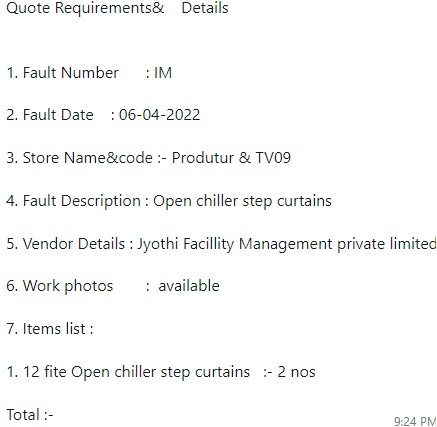 Quote Requirements& Details
1. Fault Number : IM
2. Fault Date : 06-04-2022
3. Store Name&code :- Produtur & TV09
4. Fault Description : Open chiller step curtains
5. Vendor Details : Jyothi Facillity Management private limited
6. Work photos : available
7. Items list :
1. 12 fite Open chiller step curtains :- 2 nos
Total :-
9:24 PM